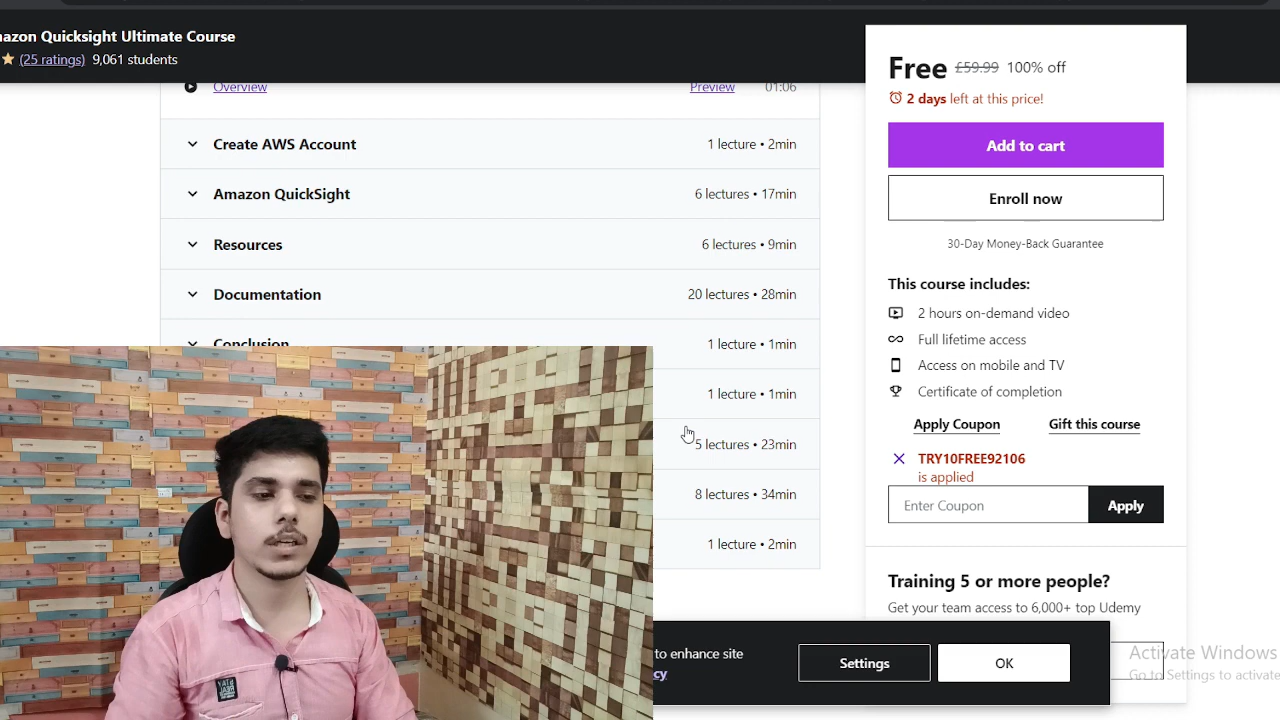 azon Quicksight Ultimate Course
(25 ratings) 9,061 students
Overview Preview 01:06
Create AWS Account 1 lecture • 2min
Amazon QuickSight 6 lectures • 17min
Resources 6 lectures • 9min
Documentation 20 lectures • 28min
Conclusion 1 lecture • 1min
1 lecture • 1min
5 lectures • 23min
8 lectures • 34min
1 lecture • 2min
Free £59.99 100% off
2 days left at this price!
Add to cart
Enroll now
30-Day Money-Back Guarantee
This course includes:
2 hours on-demand video
Full lifetime access
Access on mobile and TV
Certificate of completion
Apply Coupon Gift this course
TRY10FREE92106
is applied
Enter Coupon Apply
Training 5 or more people?
Get your team access to 6,000+ top Udemy
to enhance site
cy
Settings OK
Activate Windows
Go to Settings to activate